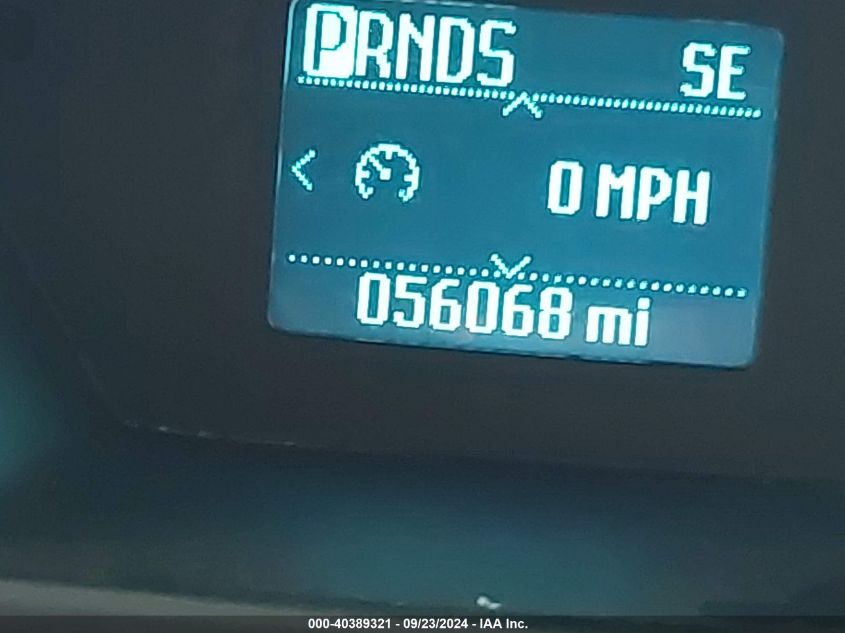 PRNDS SE
0 MPH
056068 mi
000-40389321 - 09/23/2024 - IAA Inc.